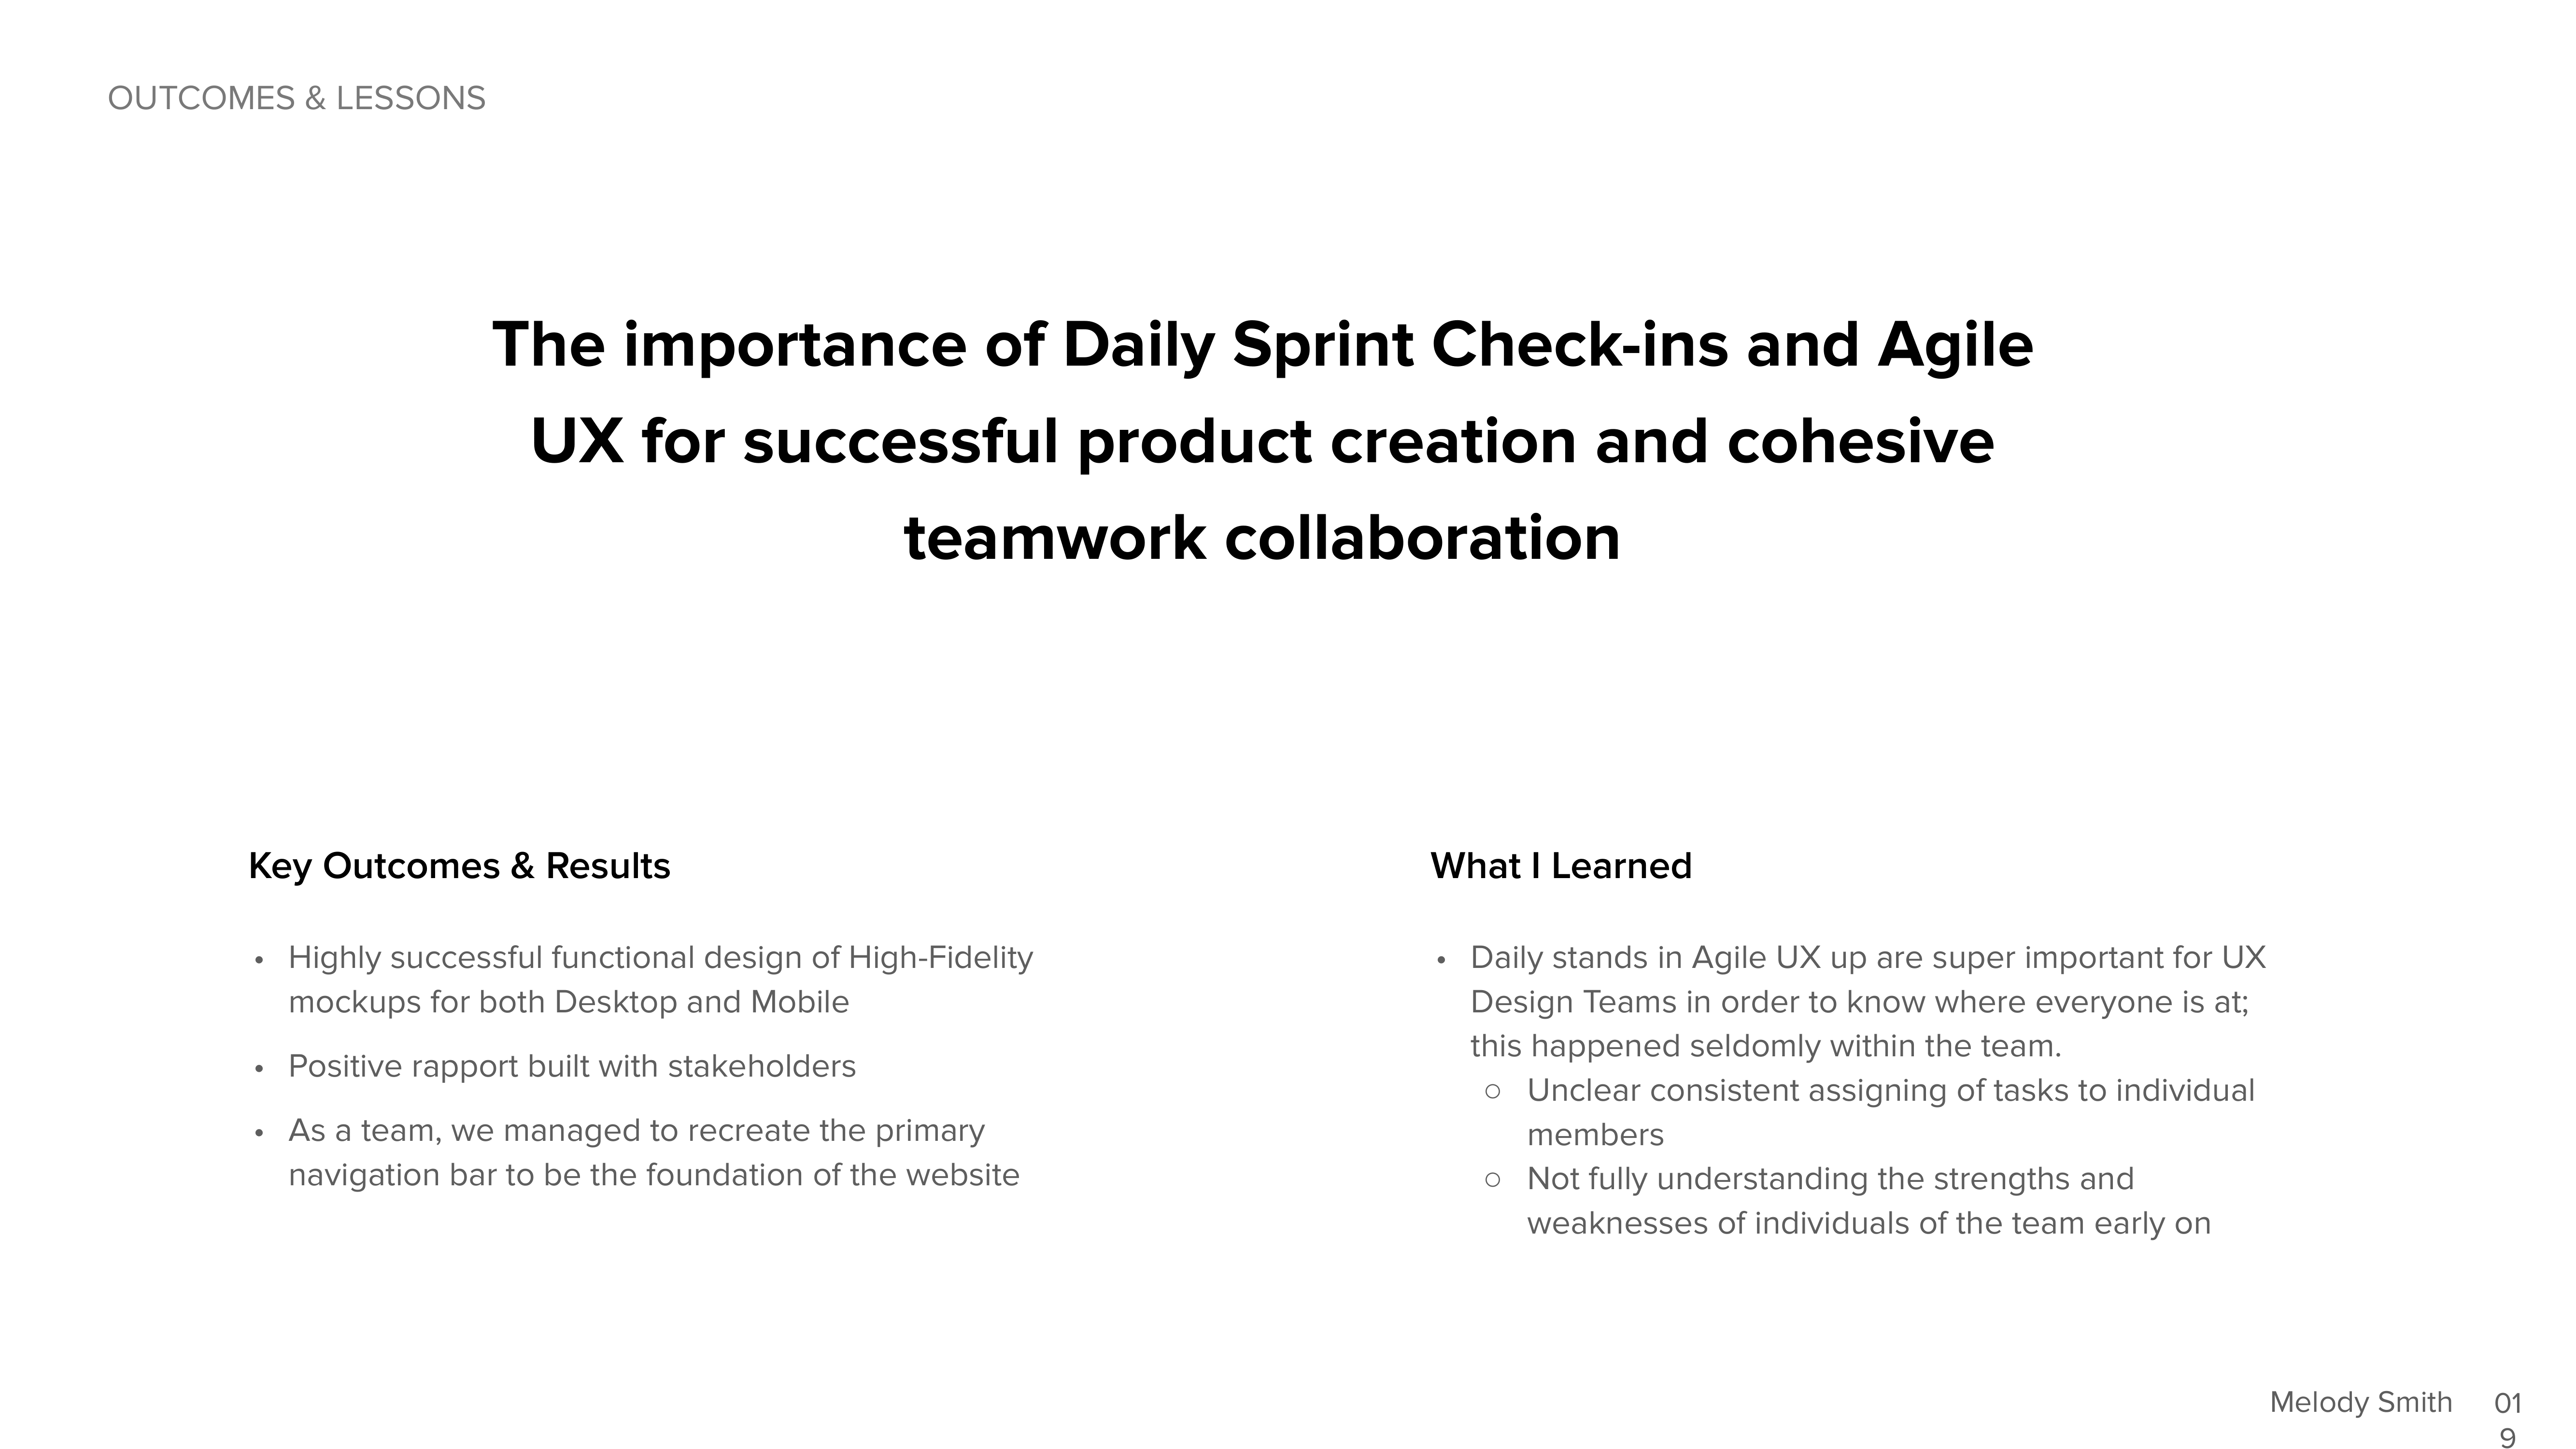 OUTCOMES & LESSONS
The importance of Daily Sprint Check-ins and Agile
UX for successful product creation and cohesive
teamwork collaboration
Key Outcomes & Results
• Highly successful functional design of High-Fidelity
mockups for both Desktop and Mobile
• Positive rapport built with stakeholders
• As a team, we managed to recreate the primary
navigation bar to be the foundation of the website
What I Learned
• Daily stands in Agile UX up are super important for UX
Design Teams in order to know where everyone is at;
this happened seldomly within the team.
○ Unclear consistent assigning of tasks to individual
members
○ Not fully understanding the strengths and
weaknesses of individuals of the team early on
Melody Smith
01
9